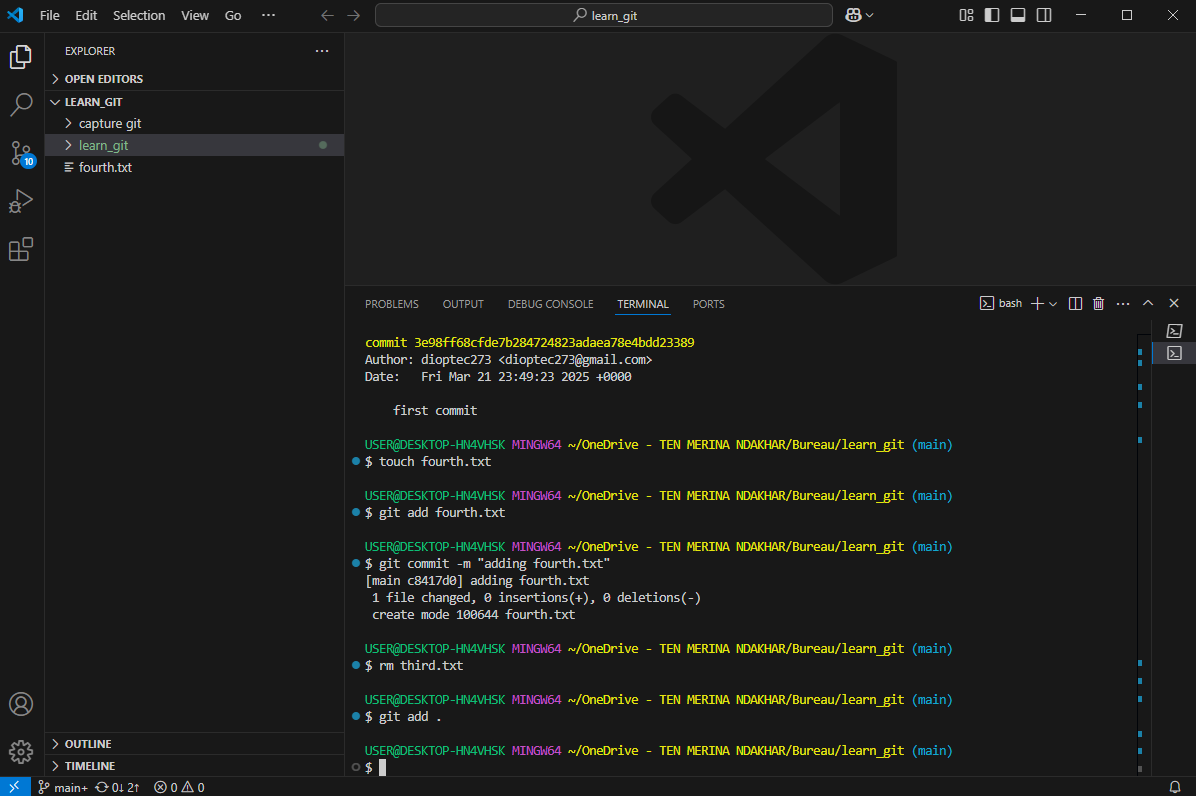 File Edit Selection View Go ··· learn_git
EXPLORER ···
OPEN EDITORS
LEARN_GIT
capture git
learn_git
fourth.txt
10
OUTLINE
TIMELINE
PROBLEMS OUTPUT DEBUG CONSOLE TERMINAL PORTS bash ···
commit 3e98ff68cfde7b284724823adaea78e4bdd23389
Author: dioptec273 <dioptec273@gmail.com>
Date:   Fri Mar 21 23:49:23 2025 +0000
first commit
USER@DESKTOP-HN4VHSK MINGW64 ~/OneDrive - TEN MERINA NDAKHAR/Bureau/learn_git (main)
$ touch fourth.txt
USER@DESKTOP-HN4VHSK MINGW64 ~/OneDrive - TEN MERINA NDAKHAR/Bureau/learn_git (main)
$ git add fourth.txt
USER@DESKTOP-HN4VHSK MINGW64 ~/OneDrive - TEN MERINA NDAKHAR/Bureau/learn_git (main)
$ git commit -m "adding fourth.txt"
[main c8417d0] adding fourth.txt
1 file changed, 0 insertions(+), 0 deletions(-)
create mode 100644 fourth.txt
USER@DESKTOP-HN4VHSK MINGW64 ~/OneDrive - TEN MERINA NDAKHAR/Bureau/learn_git (main)
$ rm third.txt
USER@DESKTOP-HN4VHSK MINGW64 ~/OneDrive - TEN MERINA NDAKHAR/Bureau/learn_git (main)
$ git add .
USER@DESKTOP-HN4VHSK MINGW64 ~/OneDrive - TEN MERINA NDAKHAR/Bureau/learn_git (main)
$
main+ 0↓ 2↑ 0 0